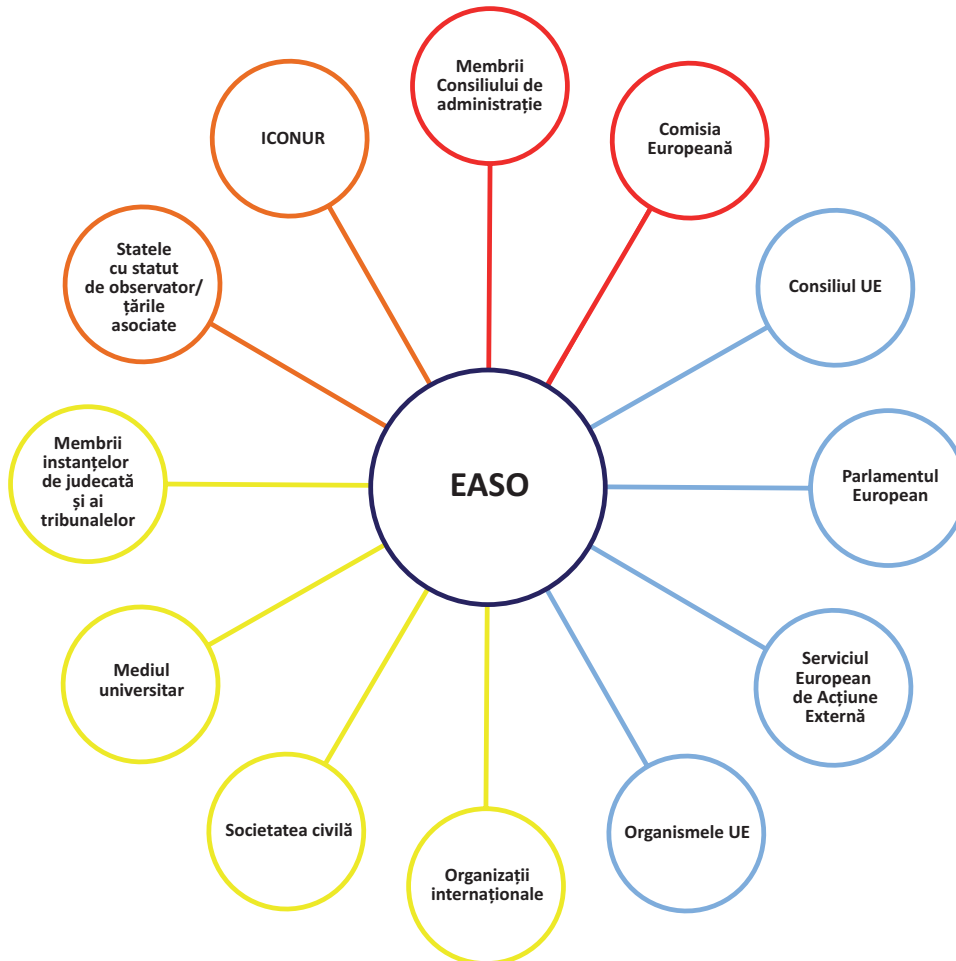 Membrii
Consiliului de
administrație
Comisia
Europeană
ICONUR
Statele
cu statut
de observator/
țările
asociate
Consiliul UE
Membrii
instanțelor
de judecată
și ai
tribunalelor
EASO
Parlamentul
European
Mediul
universitar
Serviciul
European
de Acțiune
Externă
Societatea civilă
Organizații
internaționale
Organismele UE